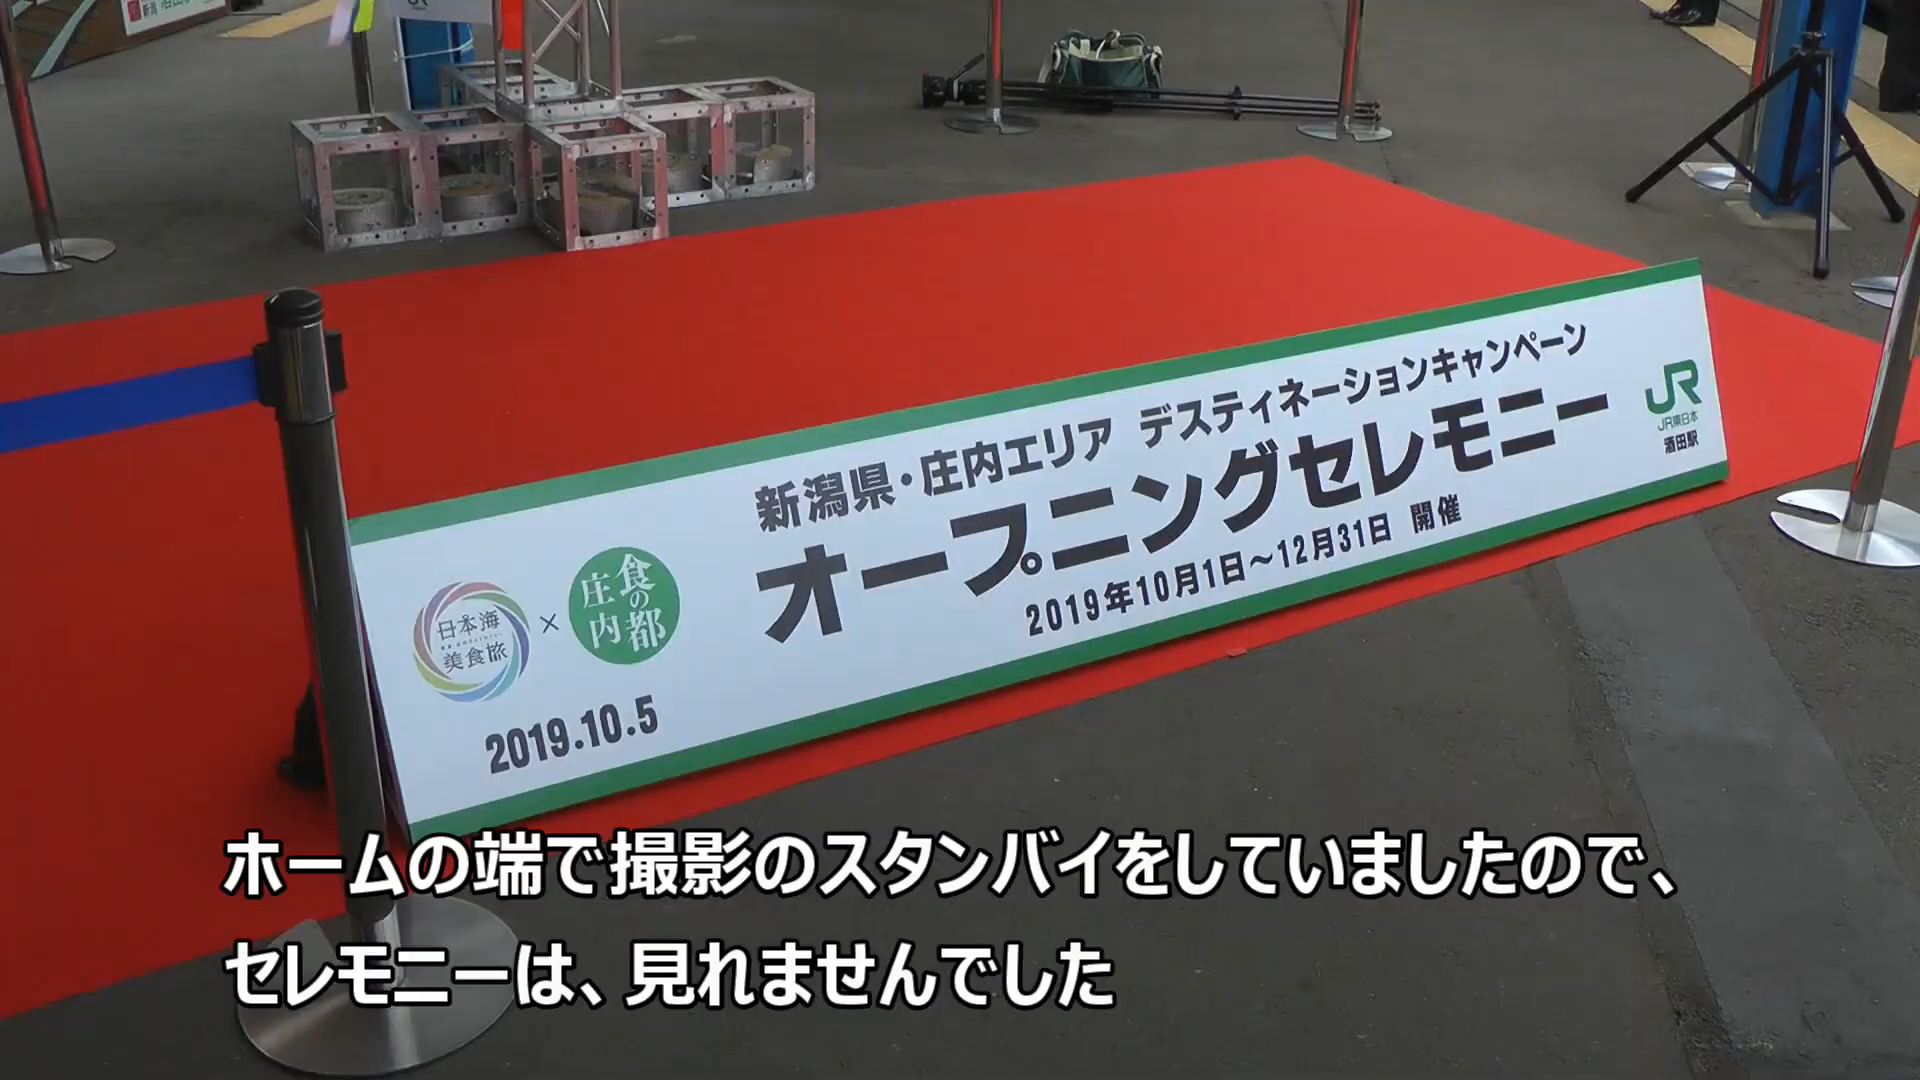 新潟
JR
新潟県・庄内エリア デスティネーションキャンペーン
オープニングセレモニー
2019年10月1日～12月31日 開催
JR
JR東日本
酒田駅
日本海
美食旅
×
食の都
庄内
2019.10.5
ホームの端で撮影のスタンバイをしていましたので、
セレモニーは、見れませんでした